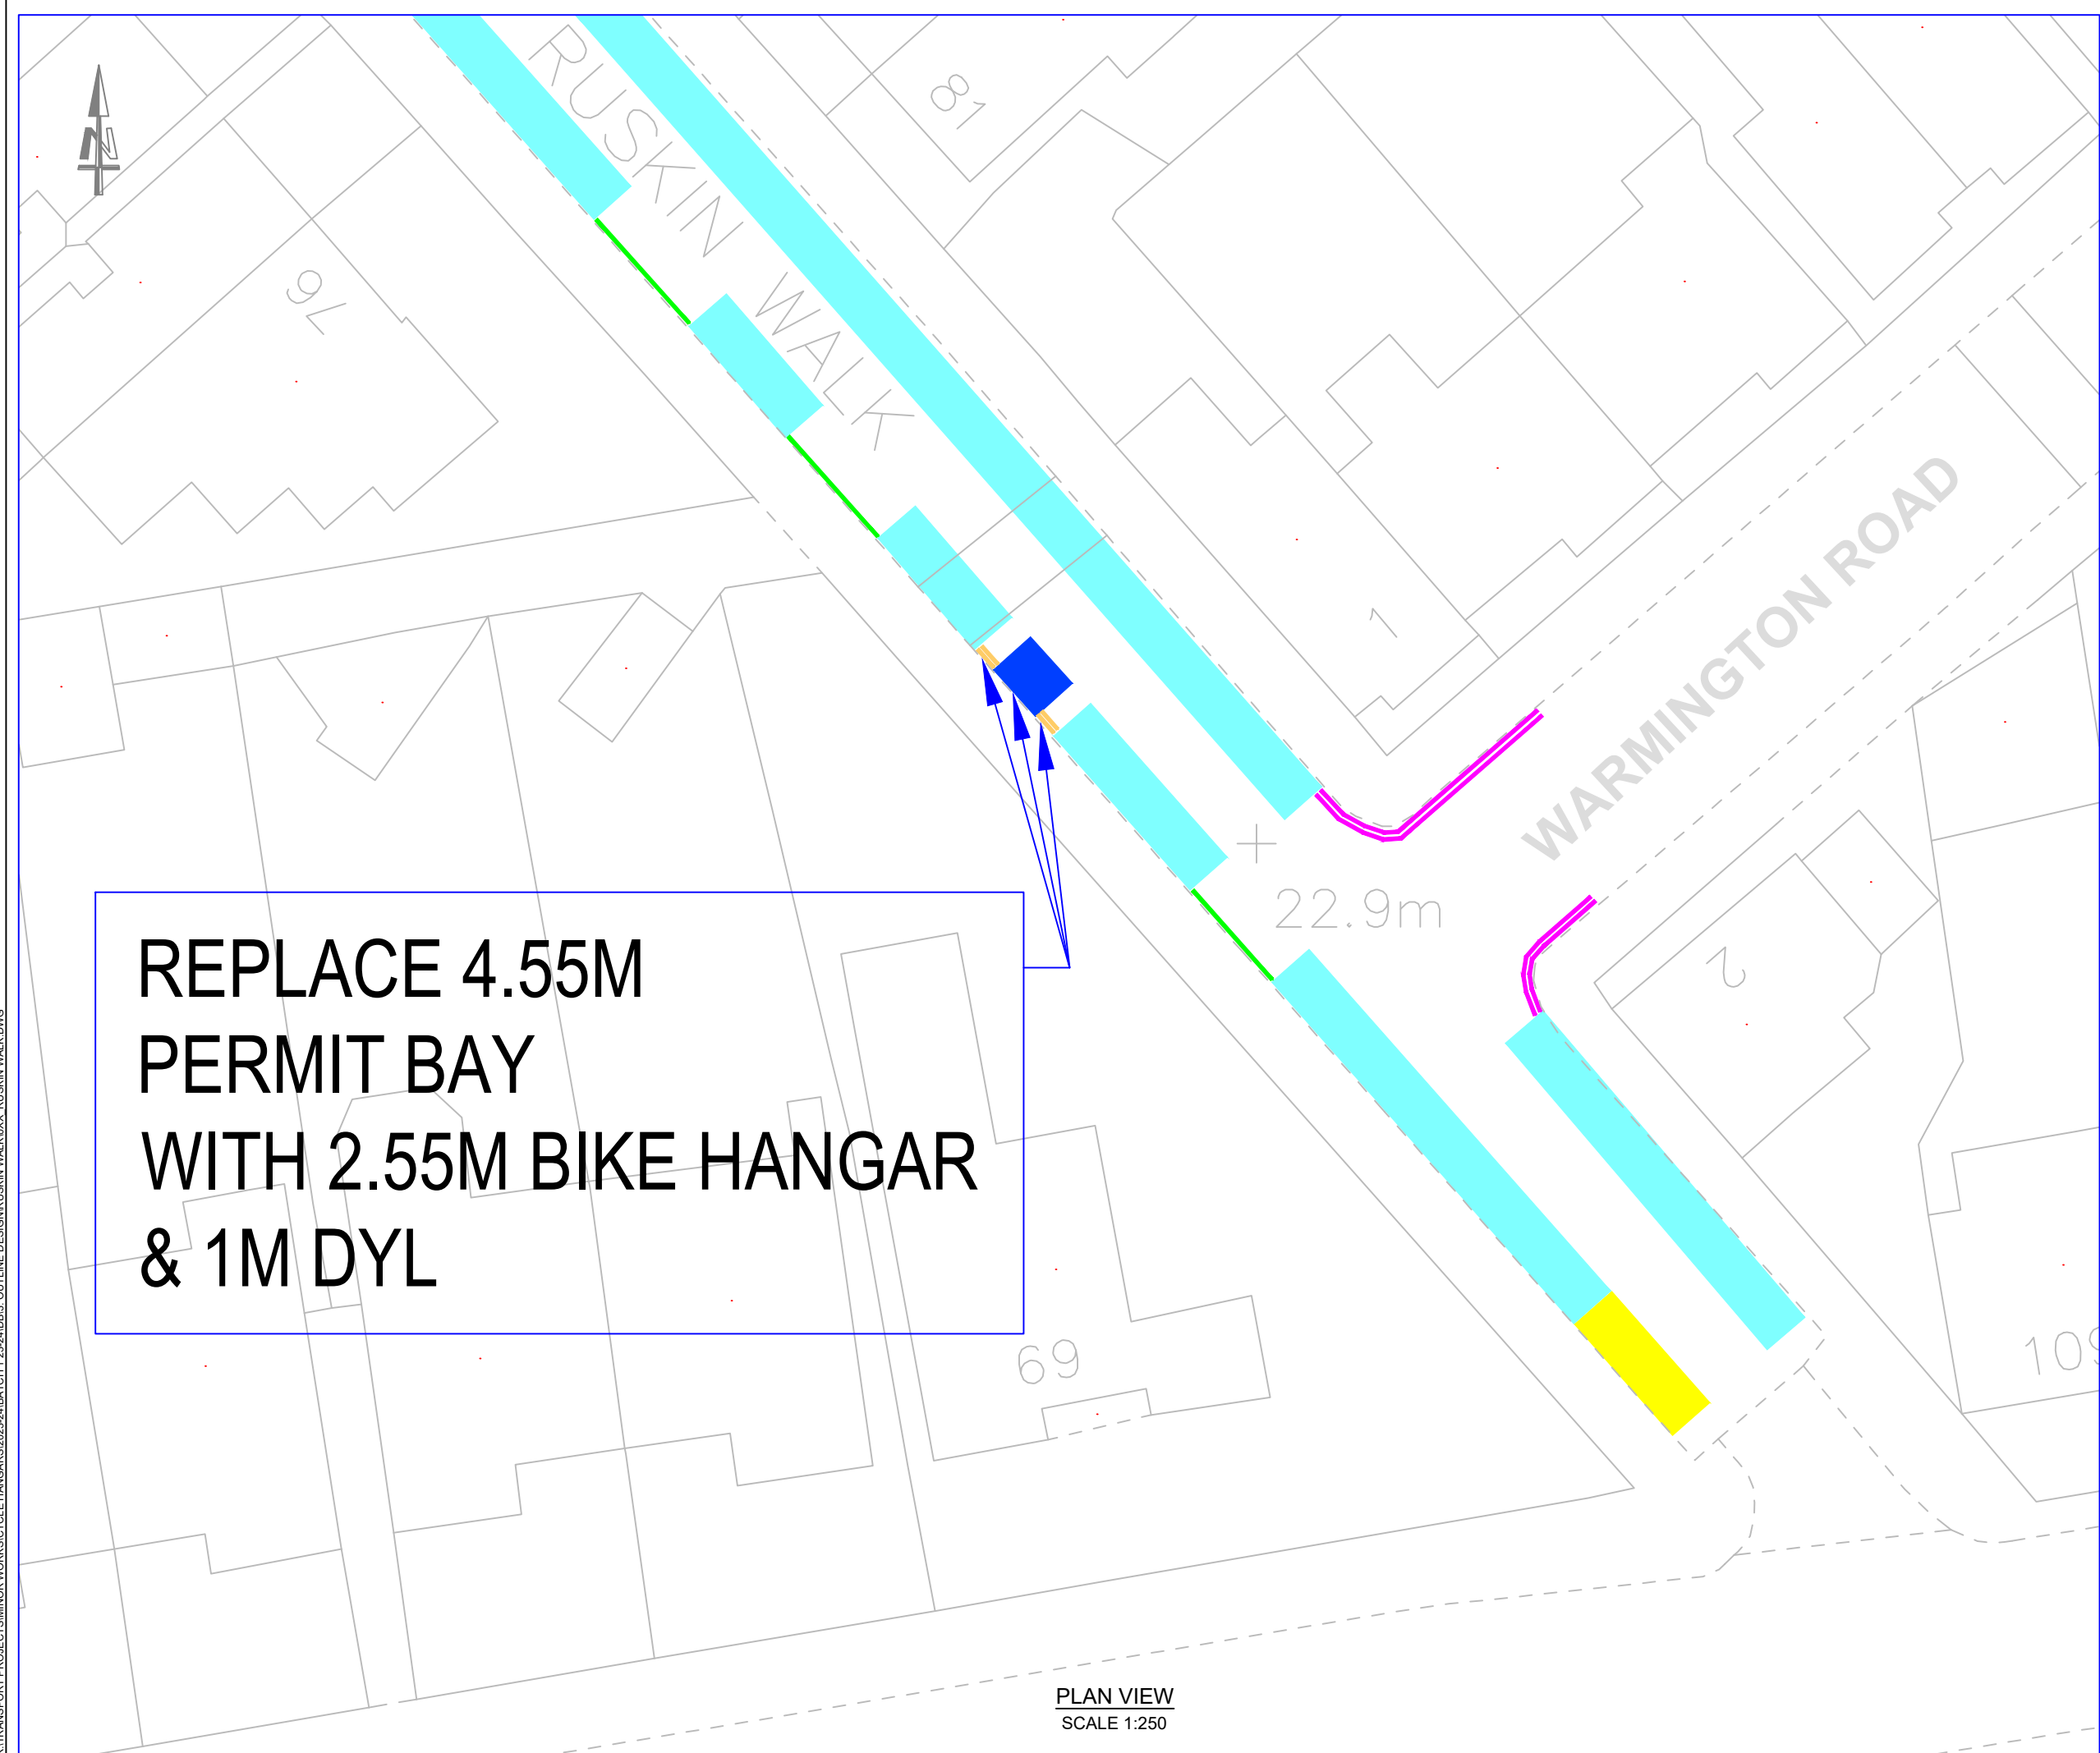 N
RUSKIN WALK
81
79
1
WARMINGTON ROAD
22.9m
2
REPLACE 4.55M
PERMIT BAY
WITH 2.55M BIKE HANGAR
& 1M DYL
69
PLAN VIEW
SCALE 1:250